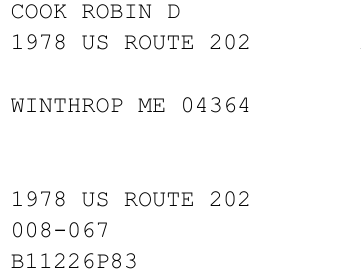 COOK ROBIN D
1978 US ROUTE 202
WINTHROP ME 04364
1978 US ROUTE 202
008-067
B11226P83